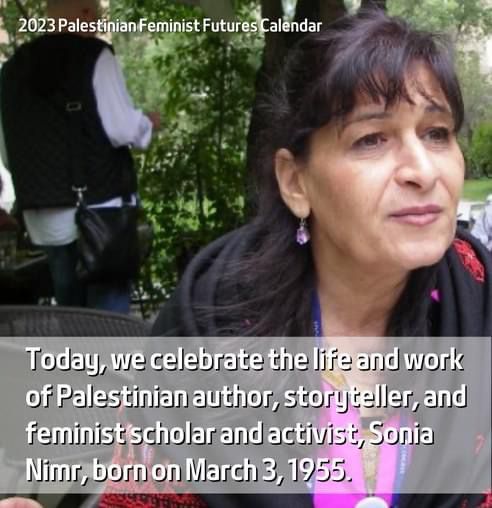 2023 Palestinian Feminist Futures Calendar
Today, we celebrate the life and work
of Palestinian author, storyteller, and
feminist scholar and activist, Sonia
Nimr, born on March 3, 1955.